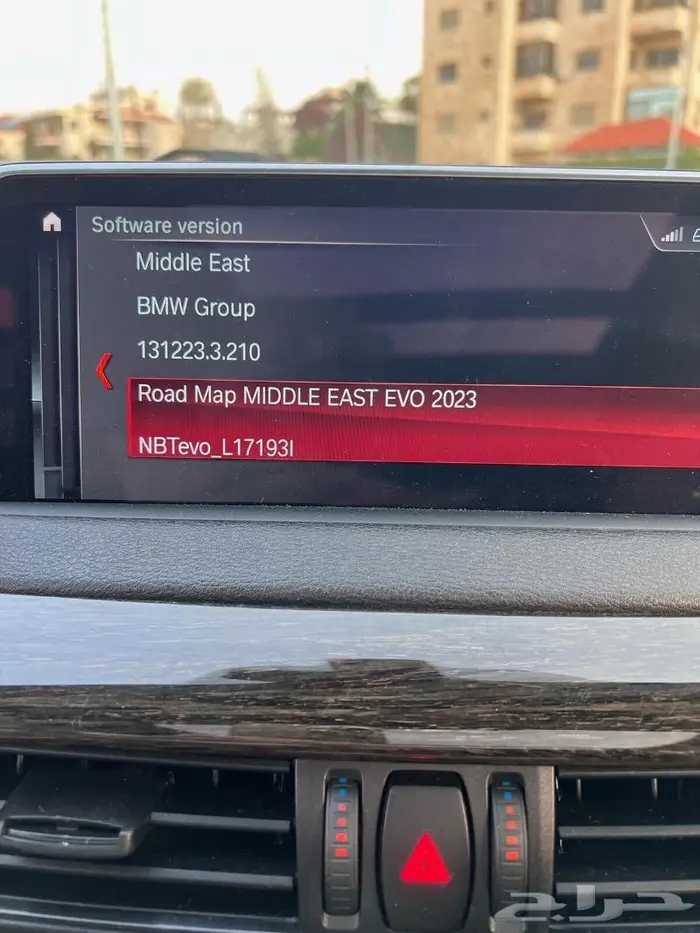 Software version
Middle East
BMW Group
131223.3.210
Road Map MIDDLE EAST EVO 2023
NBTevo_L17193I
حراج